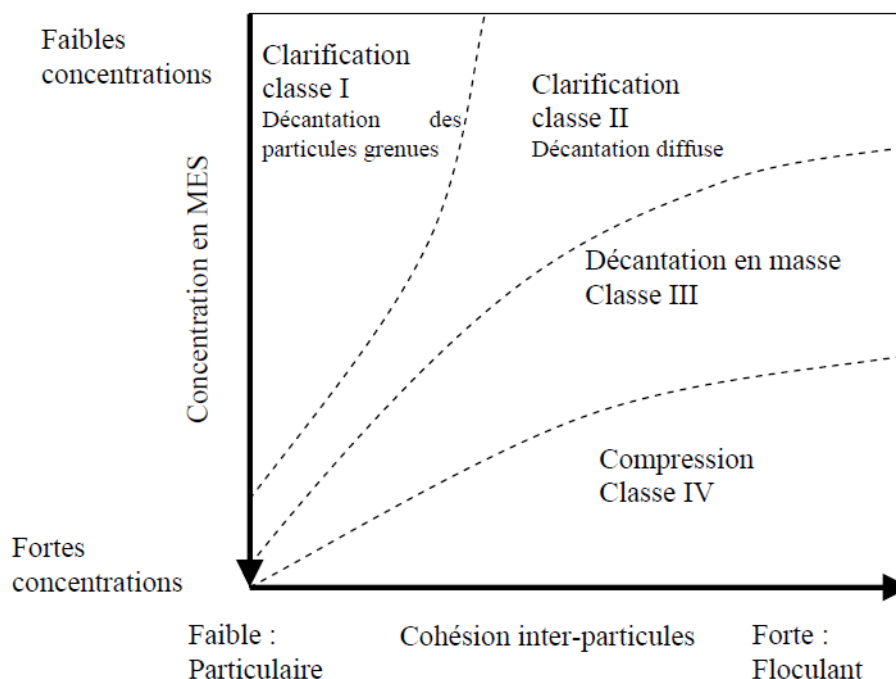 Faibles
concentrations
Clarification
classe I
Décantation des
particules grenues
Clarification
classe II
Décantation diffuse
Concentration en MES
Décantation en masse
Classe III
Compression
Classe IV
Fortes
concentrations
Faible :
Particulaire
Cohésion inter-particules
Forte :
Floculant